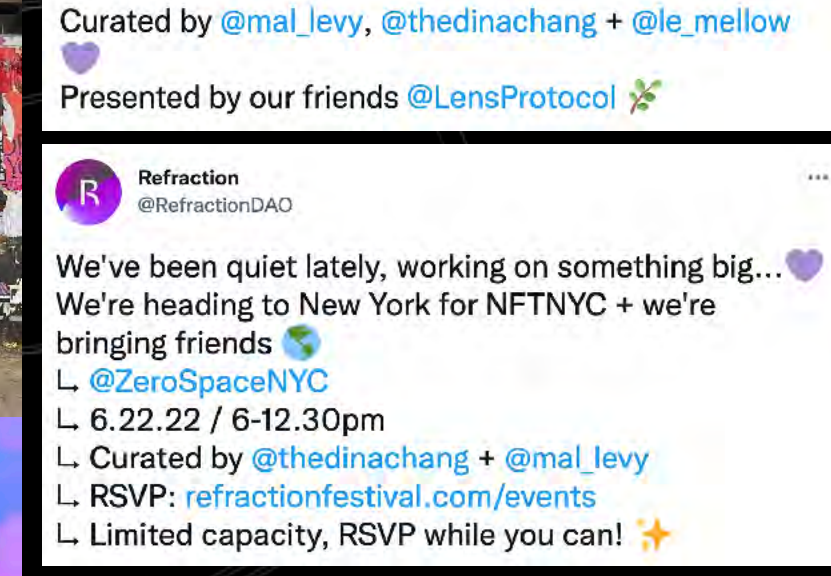 Curated by @mal_levy, @thedinachang + @le_mellow
💜
Presented by our friends @LensProtocol 🌿
R
Refraction
@RefractionDAO
...
We've been quiet lately, working on something big...💜
We're heading to New York for NFTNYC + we're
bringing friends 🌎
↳ @ZeroSpaceNYC
↳ 6.22.22 / 6-12.30pm
↳ Curated by @thedinachang + @mal_levy
↳ RSVP: refractionfestival.com/events
↳ Limited capacity, RSVP while you can! ✨